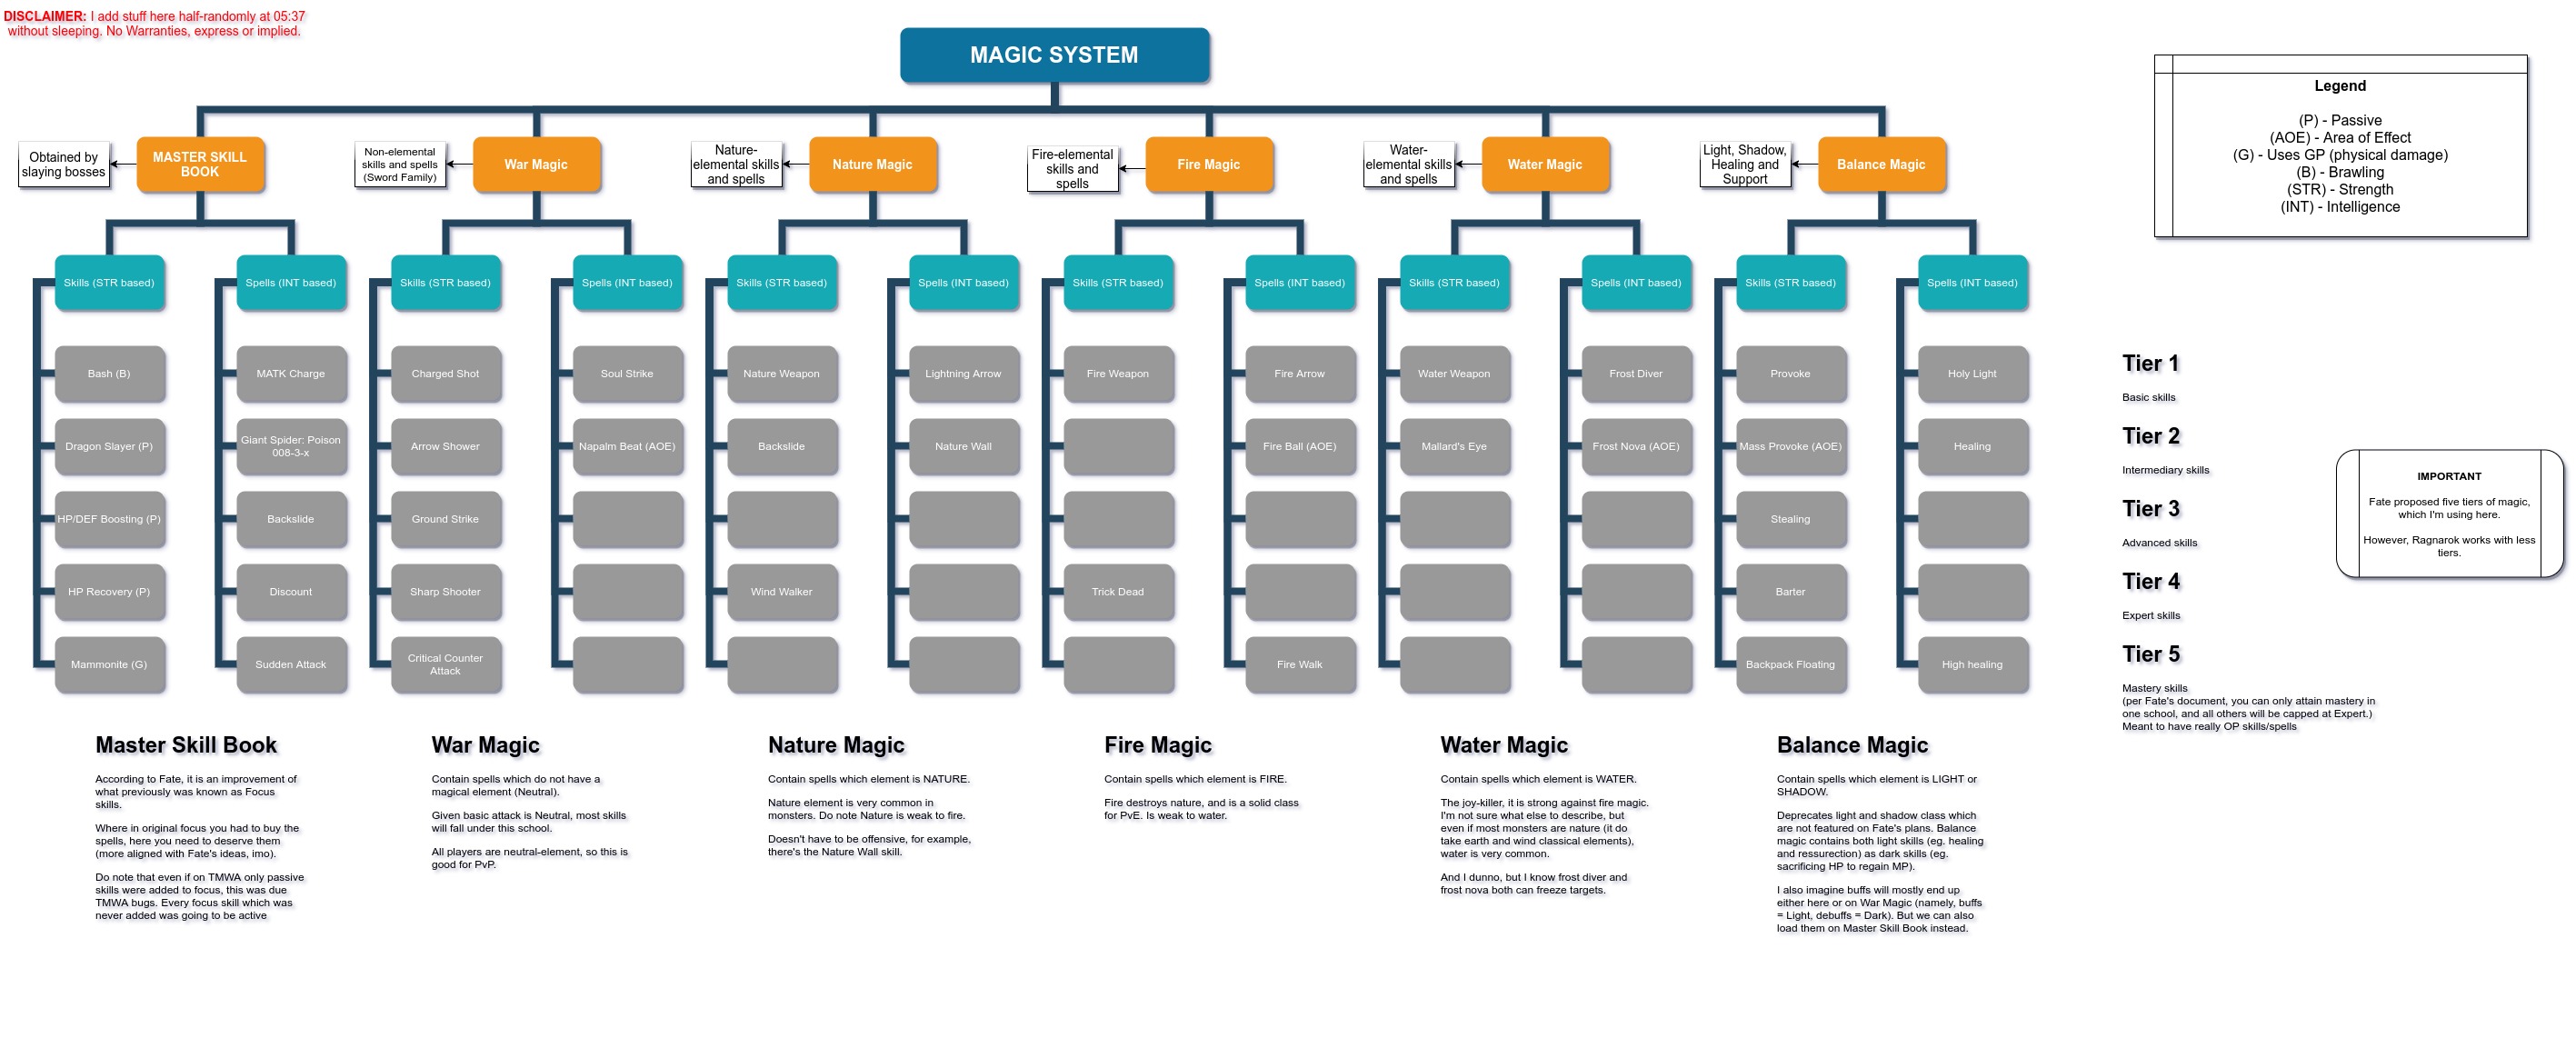 DISCLAIMER: I add stuff here half-randomly at 05:37
without sleeping. No Warranties, express or implied.
MAGIC SYSTEM
Legend
(P) - Passive
(AOE) - Area of Effect
(G) - Uses GP (physical damage)
(B) - Brawling
(STR) - Strength
(INT) - Intelligence
Obtained by
slaying bosses
MASTER SKILL
BOOK
Non-elemental
skills and spells
(Sword Family)
War Magic
Nature-
elemental skills
and spells
Nature Magic
Fire-elemental
skills and
spells
Fire Magic
Water-
elemental skills
and spells
Water Magic
Light, Shadow,
Healing and
Support
Balance Magic
Skills (STR based)
Spells (INT based)
Skills (STR based)
Spells (INT based)
Skills (STR based)
Spells (INT based)
Skills (STR based)
Spells (INT based)
Skills (STR based)
Spells (INT based)
Skills (STR based)
Spells (INT based)
Bash (B)
MATK Charge
Charged Shot
Soul Strike
Nature Weapon
Lightning Arrow
Fire Weapon
Fire Arrow
Water Weapon
Frost Diver
Provoke
Holy Light
Dragon Slayer (P)
Giant Spider: Poison
008-3-x
Arrow Shower
Napalm Beat (AOE)
Backslide
Nature Wall
Fire Ball (AOE)
Mallard's Eye
Frost Nova (AOE)
Mass Provoke (AOE)
Healing
HP/DEF Boosting (P)
Backslide
Ground Strike
Stealing
HP Recovery (P)
Discount
Sharp Shooter
Wind Walker
Trick Dead
Barter
Mammonite (G)
Sudden Attack
Critical Counter
Attack
Fire Walk
Backpack Floating
High healing
Tier 1
Basic skills
Tier 2
Intermediary skills
Tier 3
Advanced skills
Tier 4
Expert skills
Tier 5
Mastery skills
(per Fate's document, you can only attain mastery in
one school, and all others will be capped at Expert.)
Meant to have really OP skills/spells
IMPORTANT
Fate proposed five tiers of magic,
which I'm using here.
However, Ragnarok works with less
tiers.
Master Skill Book
According to Fate, it is an improvement of
what previously was known as Focus
skills.
Where in original focus you had to buy the
spells, here you need to deserve them
(more aligned with Fate's ideas, imo).
Do note that even if on TMWA only passive
skills were added to focus, this was due
TMWA bugs. Every focus skill which was
never added was going to be active
War Magic
Contain spells which do not have a
magical element (Neutral).
Given basic attack is Neutral, most skills
will fall under this school.
All players are neutral-element, so this is
good for PvP.
Nature Magic
Contain spells which element is NATURE.
Nature element is very common in
monsters. Do note Nature is weak to fire.
Doesn't have to be offensive, for example,
there's the Nature Wall skill.
Fire Magic
Contain spells which element is FIRE.
Fire destroys nature, and is a solid class
for PvE. Is weak to water.
Water Magic
Contain spells which element is WATER.
The joy-killer, it is strong against fire magic.
I'm not sure what else to describe, but
even if most monsters are nature (it do
take earth and wind classical elements),
water is very common.
And I dunno, but I know frost diver and
frost nova both can freeze targets.
Balance Magic
Contain spells which element is LIGHT or
SHADOW.
Deprecates light and shadow class which
are not featured on Fate's plans. Balance
magic contains both light skills (eg. healing
and ressurection) as dark skills (eg.
sacrificing HP to regain MP).
I also imagine buffs will mostly end up
either here or on War Magic (namely, buffs
= Light, debuffs = Dark). But we can also
load them on Master Skill Book instead.